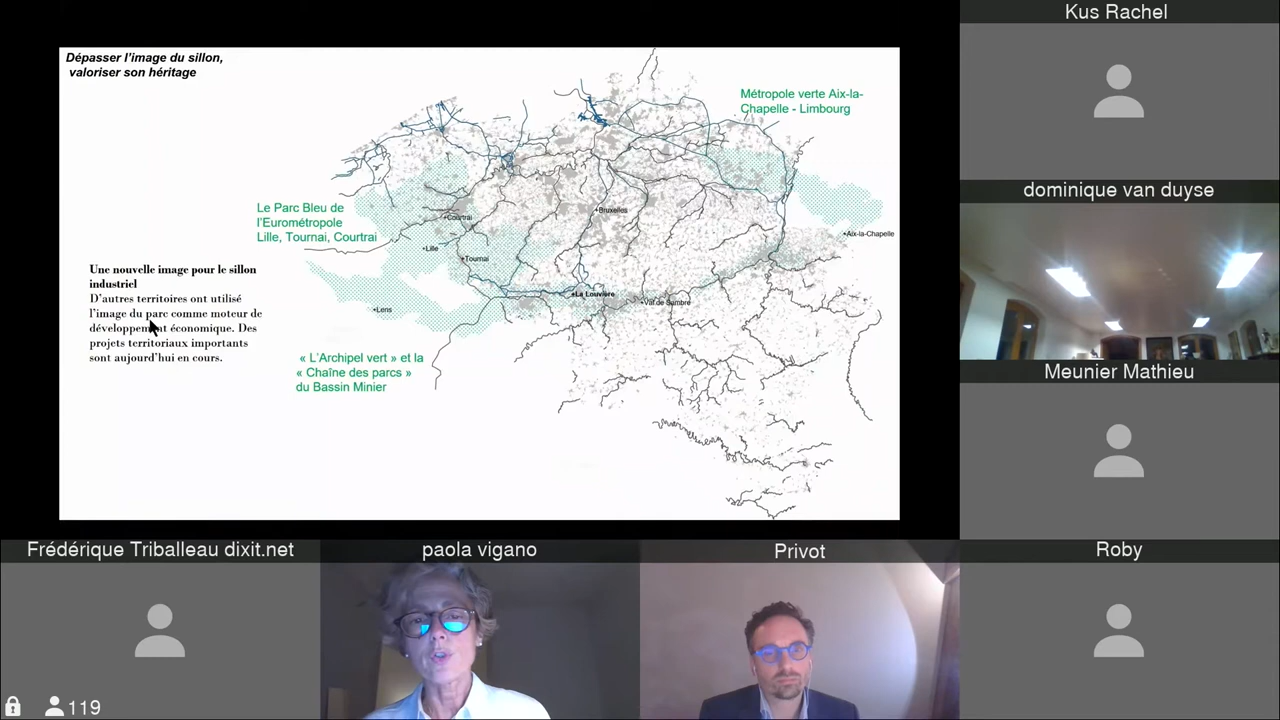 Dépasser l'image du sillon,
valoriser son héritage
Métropole verte Aix-la-
Chapelle - Limbourg
Le Parc Bleu de
l'Eurométropole
Lille, Tournai, Courtrai
Courtrai
Bruxelles
Aix-la-Chapelle
Lille
Tournai
Une nouvelle image pour le sillon
industriel
D'autres territoires ont utilisé
l'image du parc comme moteur de
développement économique. Des
projets territoriaux importants
sont aujourd'hui en cours.
La Louvière
Val de Sambre
Lens
« L'Archipel vert » et la
« Chaîne des parcs »
du Bassin Minier
Kus Rachel
dominique van duyse
Meunier Mathieu
Frédérique Triballeau dixit.net
paola vigano
Privot
Roby
119